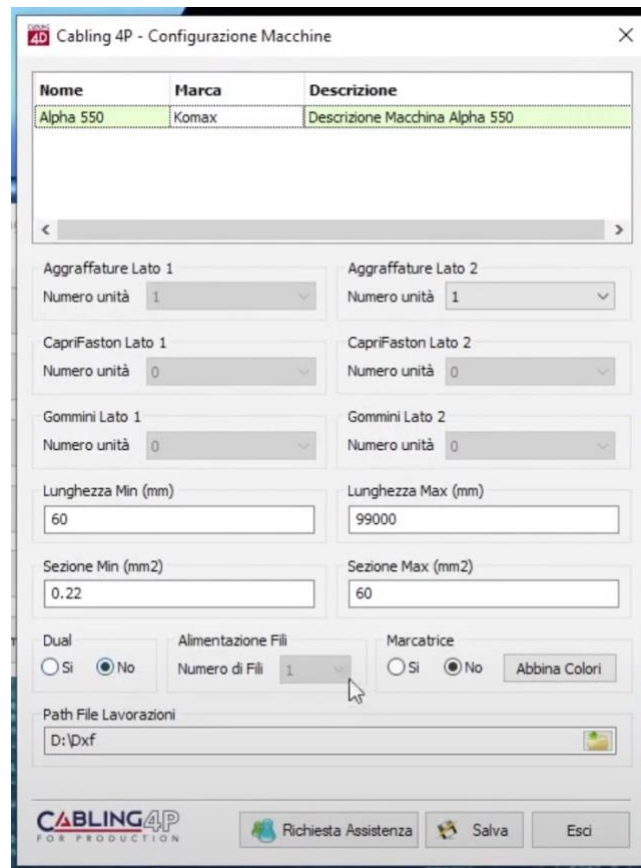 CABLING
4P
Cabling 4P - Configurazione Macchine
Nome Marca Descrizione
Alpha 550 Komax Descrizione Macchina Alpha 550
Aggraffature Lato 1 Aggraffature Lato 2
Numero unità 1 Numero unità 1
CapriFaston Lato 1 CapriFaston Lato 2
Numero unità 0 Numero unità 0
Gommini Lato 1 Gommini Lato 2
Numero unità 0 Numero unità 0
Lunghezza Min (mm) Lunghezza Max (mm)
60 99000
Sezione Min (mm2) Sezione Max (mm2)
0.22 60
Dual Alimentazione Fili Marcatrice
Si No Numero di Fili 1 Si No Abbina Colori
Path File Lavorazioni
D:\Dxf
CABLING4P
FOR PRODUCTION
Richiesta Assistenza Salva Esci